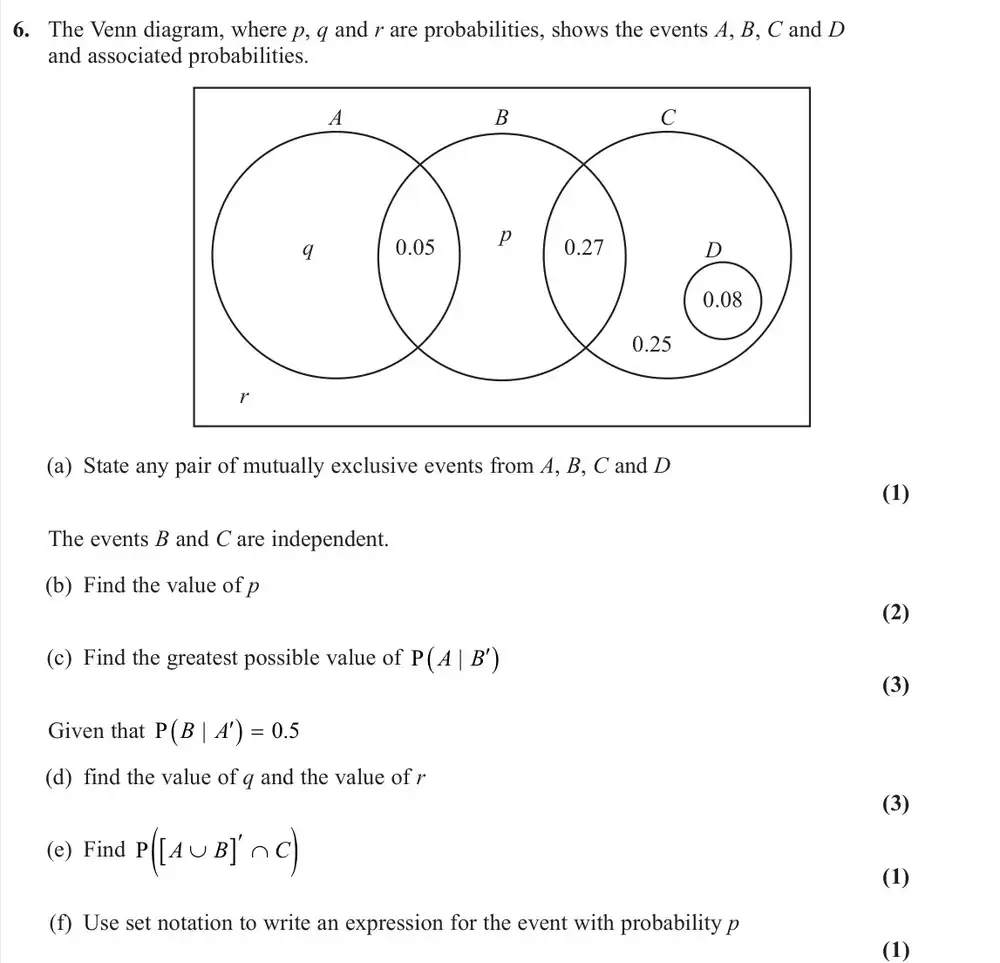 6. The Venn diagram, where p, q and r are probabilities, shows the events A, B, C and D
and associated probabilities.
A B C
q 0.05 p 0.27 D
0.08
0.25
r
(a) State any pair of mutually exclusive events from A, B, C and D
(1)
The events B and C are independent.
(b) Find the value of p
(2)
(c) Find the greatest possible value of P(A | B′)
(3)
Given that P(B | A′) = 0.5
(d) find the value of q and the value of r
(3)
(e) Find P([A ∪ B]′ ∩ C)
(1)
(f) Use set notation to write an expression for the event with probability p
(1)